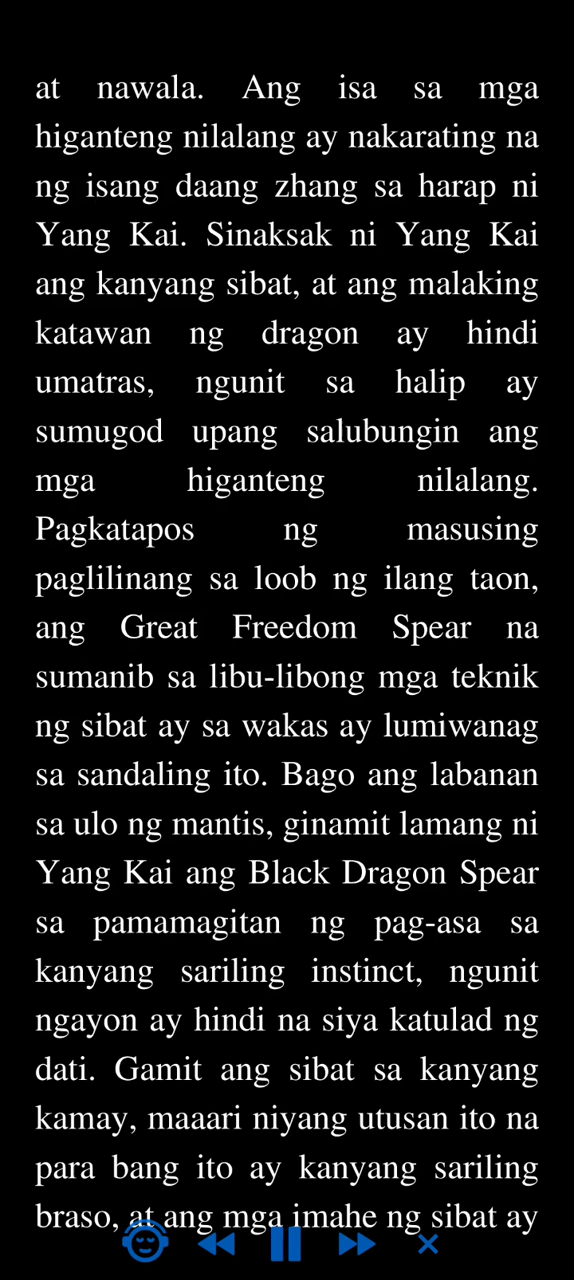 at nawala. Ang isa sa mga
higanteng nilalang ay nakarating na
ng isang daang zhang sa harap ni
Yang Kai. Sinaksak ni Yang Kai
ang kanyang sibat, at ang malaking
katawan ng dragon ay hindi
umatras, ngunit sa halip ay
sumugod upang salubungin ang
mga higanteng nilalang.
Pagkatapos ng masusing
paglilinang sa loob ng ilang taon,
ang Great Freedom Spear na
sumanib sa libu-libong mga teknik
ng sibat ay sa wakas ay lumiwanag
sa sandaling ito. Bago ang labanan
sa ulo ng mantis, ginamit lamang ni
Yang Kai ang Black Dragon Spear
sa pamamagitan ng pag-asa sa
kanyang sariling instinct, ngunit
ngayon ay hindi na siya katulad ng
dati. Gamit ang sibat sa kanyang
kamay, maaari niyang utusan ito na
para bang ito ay kanyang sariling
braso, at ang mga imahe ng sibat ay